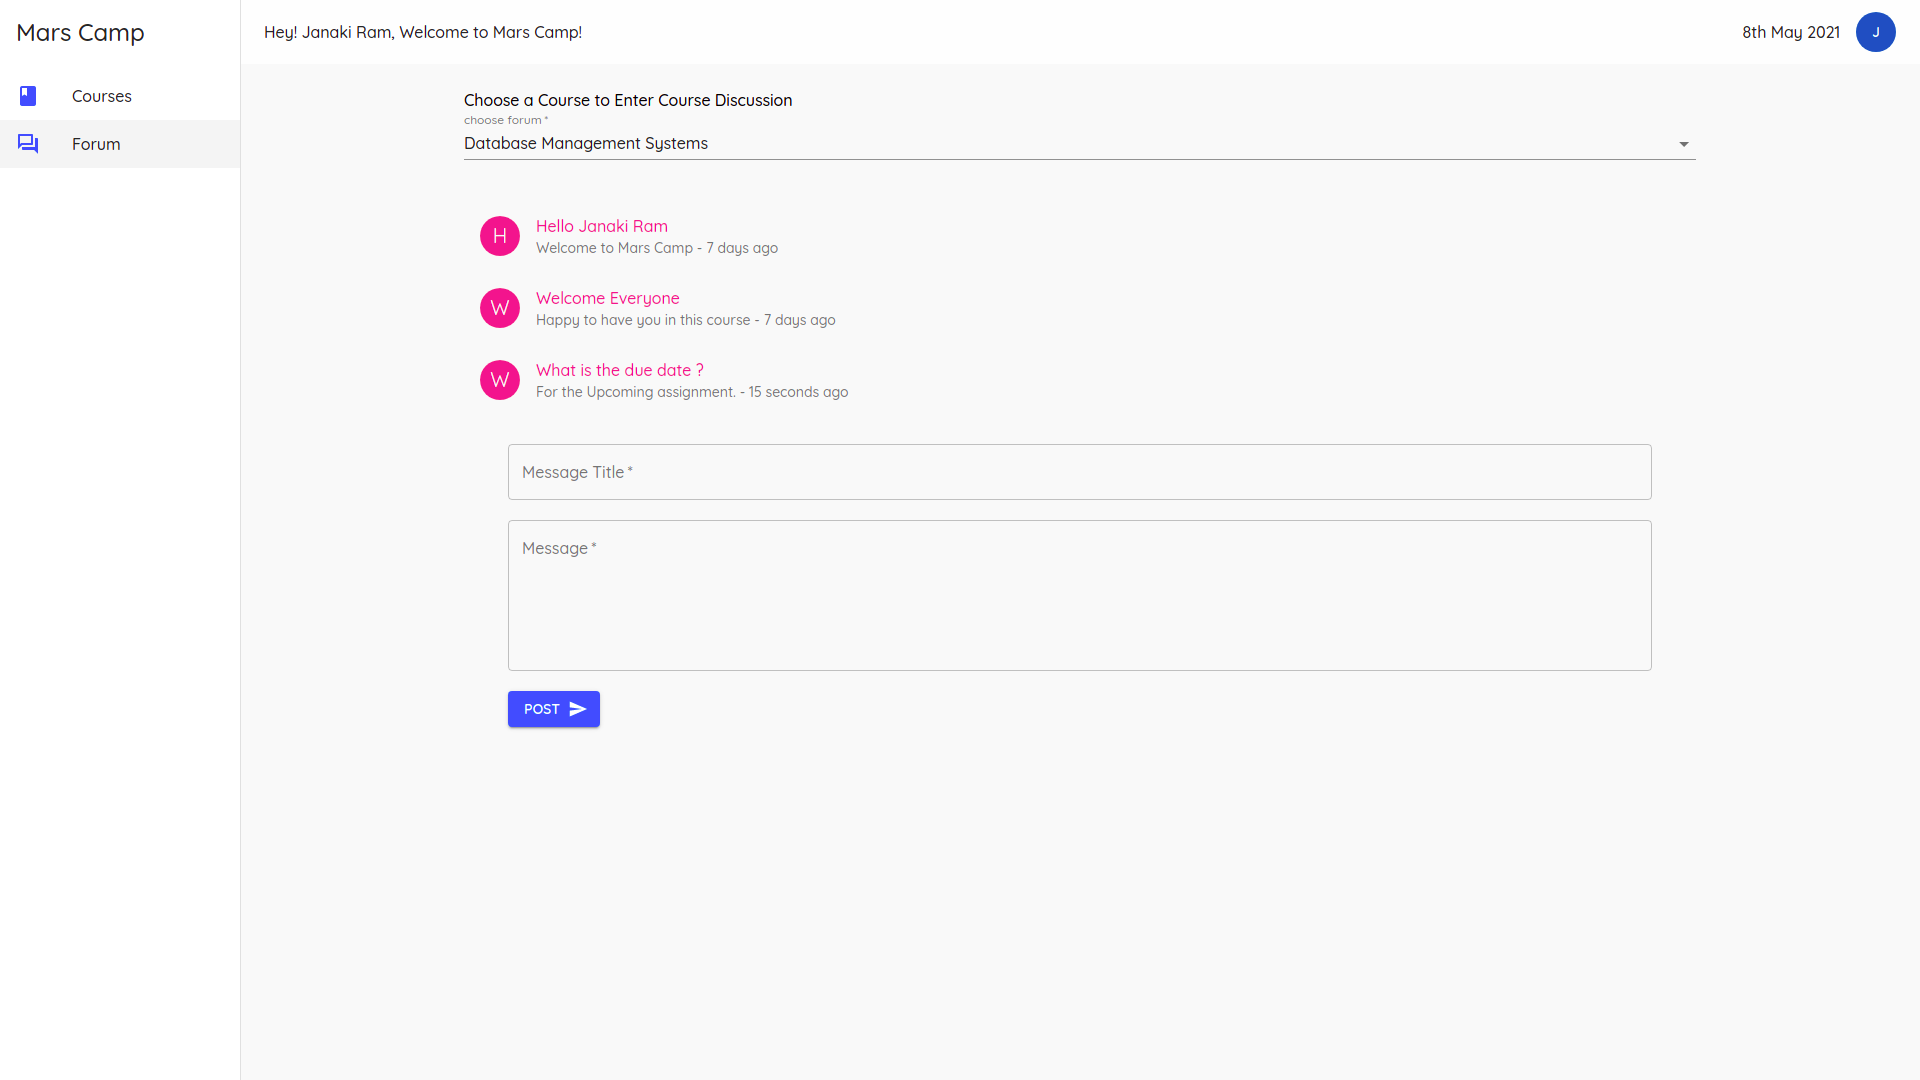 Mars Camp
Hey! Janaki Ram, Welcome to Mars Camp!
8th May 2021
J
Courses
Forum
Choose a Course to Enter Course Discussion
choose forum *
Database Management Systems
H
Hello Janaki Ram
Welcome to Mars Camp - 7 days ago
W
Welcome Everyone
Happy to have you in this course - 7 days ago
W
What is the due date ?
For the Upcoming assignment. - 15 seconds ago
Message Title *
Message *
POST